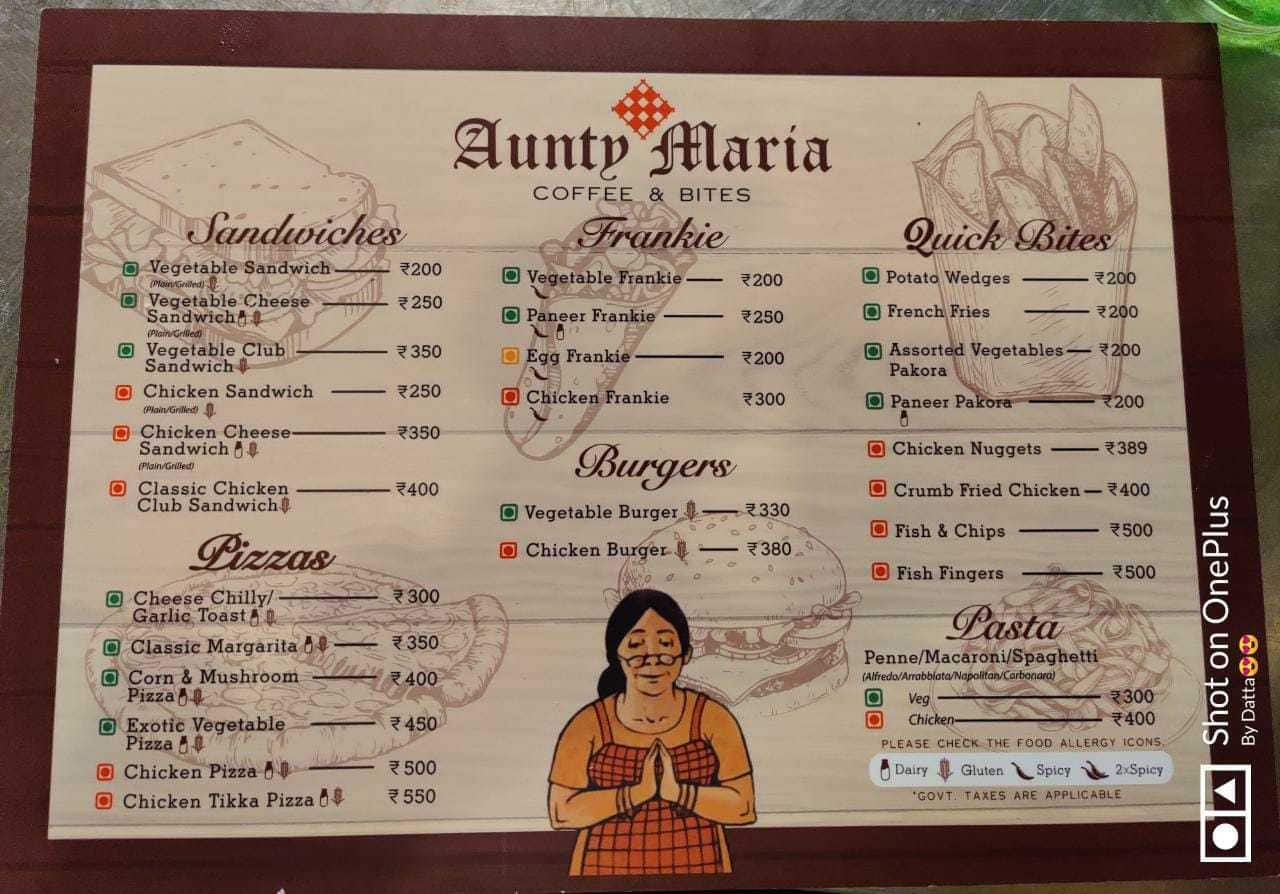 Aunty Maria
COFFEE & BITES
Sandwiches
Vegetable Sandwich ₹200
(Plain/Grilled)
Vegetable Cheese ₹250
Sandwich
(Plain/Grilled)
Vegetable Club ₹350
Sandwich
Chicken Sandwich ₹250
(Plain/Grilled)
Chicken Cheese ₹350
Sandwich
(Plain/Grilled)
Classic Chicken ₹400
Club Sandwich
Pizzas
Cheese Chilly/ ₹300
Garlic Toast
Classic Margarita ₹350
Corn & Mushroom ₹400
Pizza
Exotic Vegetable ₹450
Pizza
Chicken Pizza ₹500
Chicken Tikka Pizza ₹550
Frankie
Vegetable Frankie ₹200
Paneer Frankie ₹250
Egg Frankie ₹200
Chicken Frankie ₹300
Burgers
Vegetable Burger ₹330
Chicken Burger ₹380
Quick Bites
Potato Wedges ₹200
French Fries ₹200
Assorted Vegetables ₹200
Pakora
Paneer Pakora ₹200
Chicken Nuggets ₹389
Crumb Fried Chicken ₹400
Fish & Chips ₹500
Fish Fingers ₹500
Pasta
Penne/Macaroni/Spaghetti
(Alfredo/Arrabbiata/Napolitan/Carbonara)
Veg ₹300
Chicken ₹400
PLEASE CHECK THE FOOD ALLERGY ICONS.
Dairy Gluten Spicy 2xSpicy
*GOVT. TAXES ARE APPLICABLE
Shot on OnePlus
By Datta😍😍